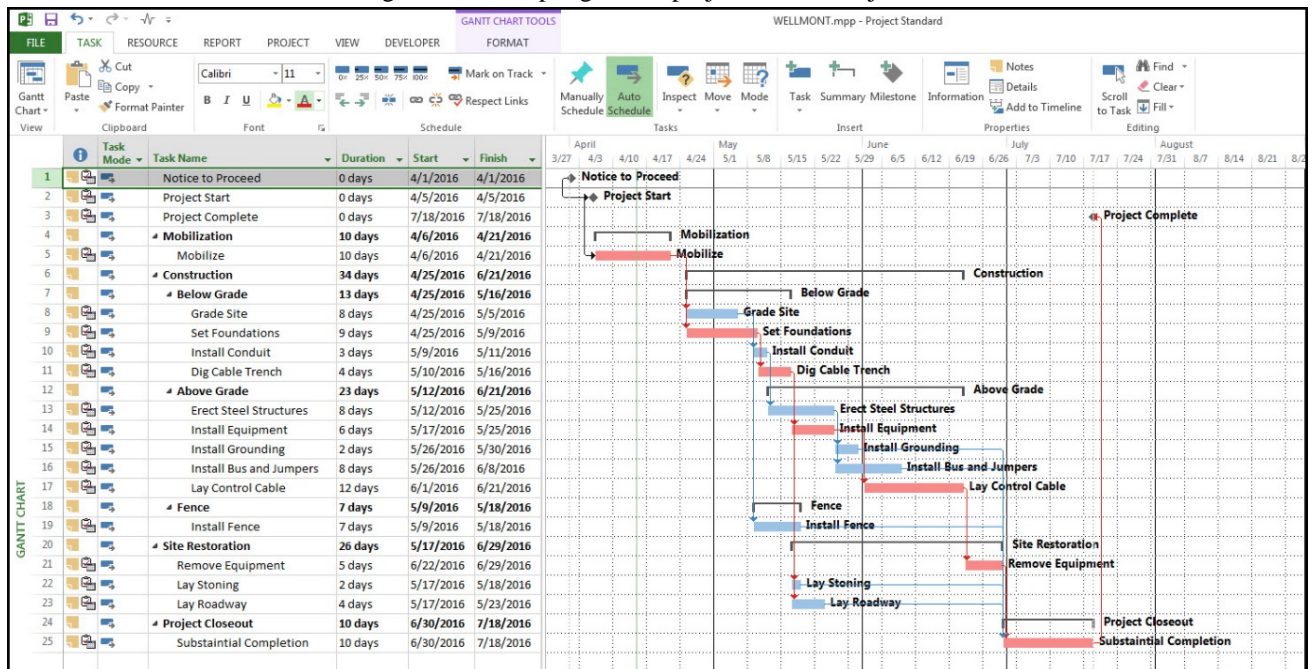 GANTT CHART TOOLS WELLMONT.mpp - Project Standard
FILE TASK RESOURCE REPORT PROJECT VIEW DEVELOPER FORMAT
Gantt Chart
View
Paste
Cut
Copy
Format Painter
Clipboard
Calibri 11
B I U A
Font
0× 25× 50× 75× 100×
Mark on Track
Respect Links
Schedule
Manually Schedule
Auto Schedule
Inspect Move Mode
Tasks
Task Summary Milestone
Insert
Information
Notes
Details
Add to Timeline
Properties
Scroll to Task
Find
Clear
Fill
Editing
Task Mode Task Name Duration Start Finish
April May June July August
3/27 4/3 4/10 4/17 4/24 5/1 5/8 5/15 5/22 5/29 6/5 6/12 6/19 6/26 7/3 7/10 7/17 7/24 7/31 8/7 8/14 8/21
1 Notice to Proceed 0 days 4/1/2016 4/1/2016 Notice to Proceed
2 Project Start 0 days 4/5/2016 4/5/2016 Project Start
3 Project Complete 0 days 7/18/2016 7/18/2016 Project Complete
4 Mobilization 10 days 4/6/2016 4/21/2016 Mobilization
5 Mobilize 10 days 4/6/2016 4/21/2016 Mobilize
6 Construction 34 days 4/25/2016 6/21/2016 Construction
7 Below Grade 13 days 4/25/2016 5/16/2016 Below Grade
8 Grade Site 8 days 4/25/2016 5/5/2016 Grade Site
9 Set Foundations 9 days 4/25/2016 5/9/2016 Set Foundations
10 Install Conduit 3 days 5/9/2016 5/11/2016 Install Conduit
11 Dig Cable Trench 4 days 5/10/2016 5/16/2016 Dig Cable Trench
12 Above Grade 23 days 5/12/2016 6/21/2016 Above Grade
13 Erect Steel Structures 8 days 5/12/2016 5/25/2016 Erect Steel Structures
14 Install Equipment 6 days 5/17/2016 5/25/2016 Install Equipment
15 Install Grounding 2 days 5/26/2016 5/30/2016 Install Grounding
16 Install Bus and Jumpers 8 days 5/26/2016 6/8/2016 Install Bus and Jumpers
17 Lay Control Cable 12 days 6/1/2016 6/21/2016 Lay Control Cable
18 Fence 7 days 5/9/2016 5/18/2016 Fence
19 Install Fence 7 days 5/9/2016 5/18/2016 Install Fence
20 Site Restoration 26 days 5/17/2016 6/29/2016 Site Restoration
21 Remove Equipment 5 days 6/22/2016 6/29/2016 Remove Equipment
22 Lay Stoning 2 days 5/17/2016 5/18/2016 Lay Stoning
23 Lay Roadway 4 days 5/17/2016 5/23/2016 Lay Roadway
24 Project Closeout 10 days 6/30/2016 7/18/2016 Project Closeout
25 Substaintial Completion 10 days 6/30/2016 7/18/2016 Substaintial Completion
GANTT CHART